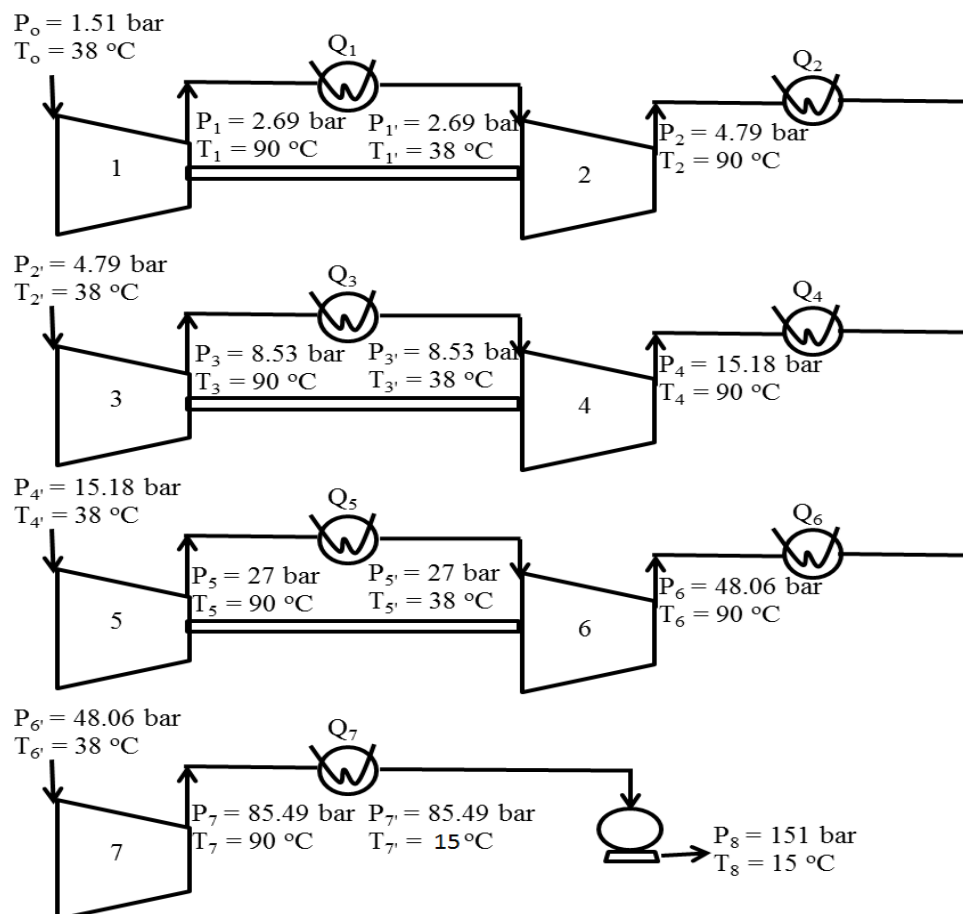 Pₒ = 1.51 bar
Tₒ = 38 °C
Q₁
Q₂
P₁ = 2.69 bar
T₁ = 90 °C
P₁' = 2.69 bar
T₁' = 38 °C
P₂ = 4.79 bar
T₂ = 90 °C
1
2
P₂' = 4.79 bar
T₂' = 38 °C
Q₃
Q₄
P₃ = 8.53 bar
T₃ = 90 °C
P₃' = 8.53 bar
T₃' = 38 °C
P₄ = 15.18 bar
T₄ = 90 °C
3
4
P₄' = 15.18 bar
T₄' = 38 °C
Q₅
Q₆
P₅ = 27 bar
T₅ = 90 °C
P₅' = 27 bar
T₅' = 38 °C
P₆ = 48.06 bar
T₆ = 90 °C
5
6
P₆' = 48.06 bar
T₆' = 38 °C
Q₇
P₇ = 85.49 bar
T₇ = 90 °C
P₇' = 85.49 bar
T₇' = 15 °C
7
P₈ = 151 bar
T₈ = 15 °C